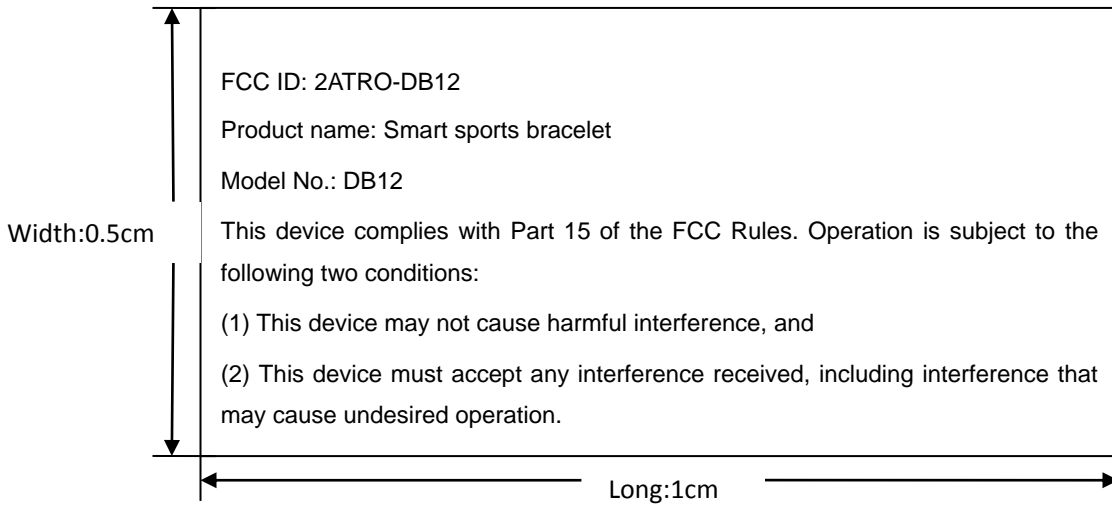 FCC ID: 2ATRO-DB12
Product name: Smart sports bracelet
Model No.: DB12
Width:0.5cm
This device complies with Part 15 of the FCC Rules. Operation is subject to the
following two conditions:
(1) This device may not cause harmful interference, and
(2) This device must accept any interference received, including interference that
may cause undesired operation.
Long:1cm